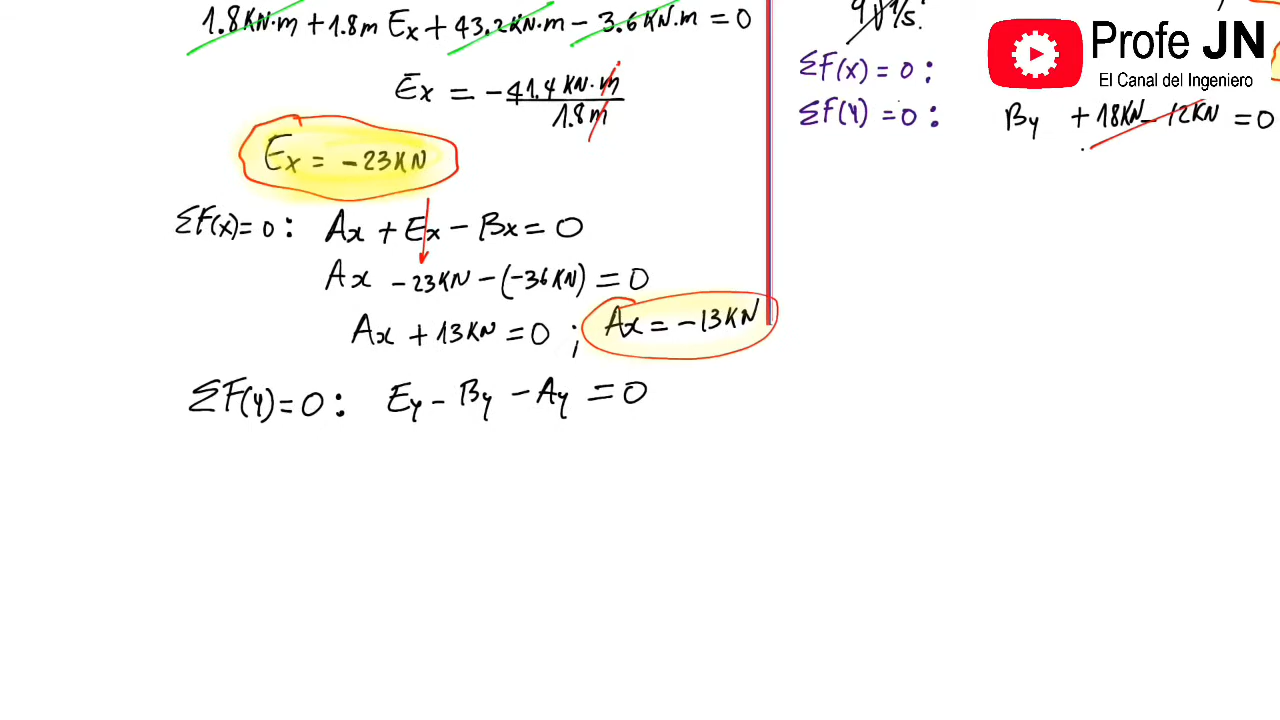 1.8KN·m + 1.8m Ex + 43.2KN·m - 3.6KN·m = 0
Ex = -41.4 KN·m
1.8m
Ex = -23KN
ΣF(x) = 0: Ax + Ex - Bx = 0
Ax - 23KN - (-36KN) = 0
Ax + 13KN = 0 ; Ax = -13KN
ΣF(y) = 0: Ey - By - Ay = 0
ΣF(x) = 0:
ΣF(y) = 0: By + 18KN - 12KN = 0
Profe JN
El Canal del Ingeniero